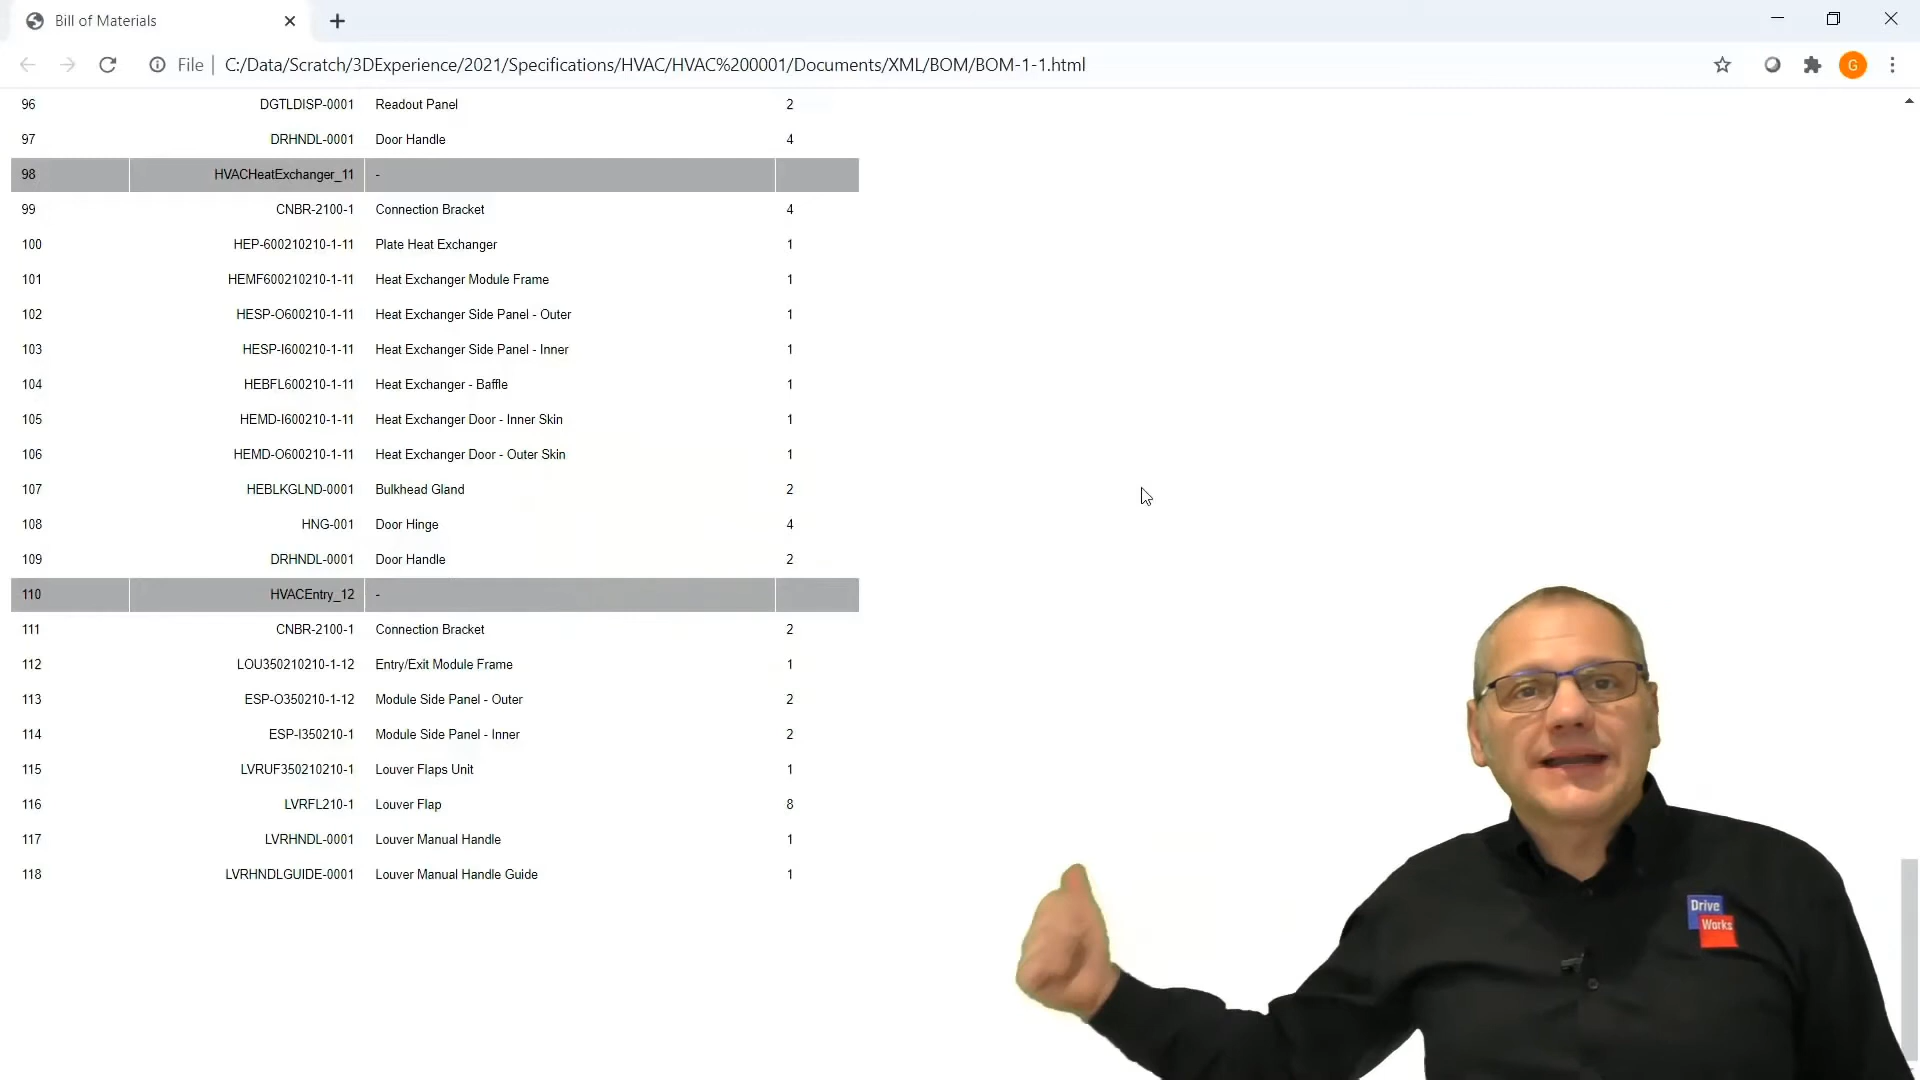 Bill of Materials
File C:/Data/Scratch/3DExperience/2021/Specifications/HVAC/HVAC%200001/Documents/XML/BOM/BOM-1-1.html G
96 DGTLDISP-0001 Readout Panel 2
97 DRHNDL-0001 Door Handle 4
98 HVACHeatExchanger_11 -
99 CNBR-2100-1 Connection Bracket 4
100 HEP-600210210-1-11 Plate Heat Exchanger 1
101 HEMF600210210-1-11 Heat Exchanger Module Frame 1
102 HESP-O600210-1-11 Heat Exchanger Side Panel - Outer 1
103 HESP-I600210-1-11 Heat Exchanger Side Panel - Inner 1
104 HEBFL600210-1-11 Heat Exchanger - Baffle 1
105 HEMD-I600210-1-11 Heat Exchanger Door - Inner Skin 1
106 HEMD-O600210-1-11 Heat Exchanger Door - Outer Skin 1
107 HEBLKGLND-0001 Bulkhead Gland 2
108 HNG-001 Door Hinge 4
109 DRHNDL-0001 Door Handle 2
110 HVACEntry_12 -
111 CNBR-2100-1 Connection Bracket 2
112 LOU350210210-1-12 Entry/Exit Module Frame 1
113 ESP-O350210-1-12 Module Side Panel - Outer 2
114 ESP-I350210-1 Module Side Panel - Inner 2
115 LVRUF350210210-1 Louver Flaps Unit 1
116 LVRFL210-1 Louver Flap 8
117 LVRHNDL-0001 Louver Manual Handle 1
118 LVRHNDLGUIDE-0001 Louver Manual Handle Guide 1
Drive
Works